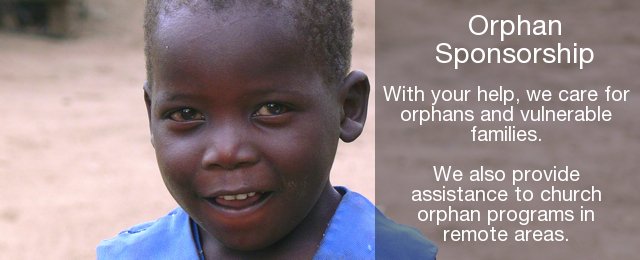 Orphan
Sponsorship
With your help, we care for
orphans and vulnerable
families.
We also provide
assistance to church
orphan programs in
remote areas.